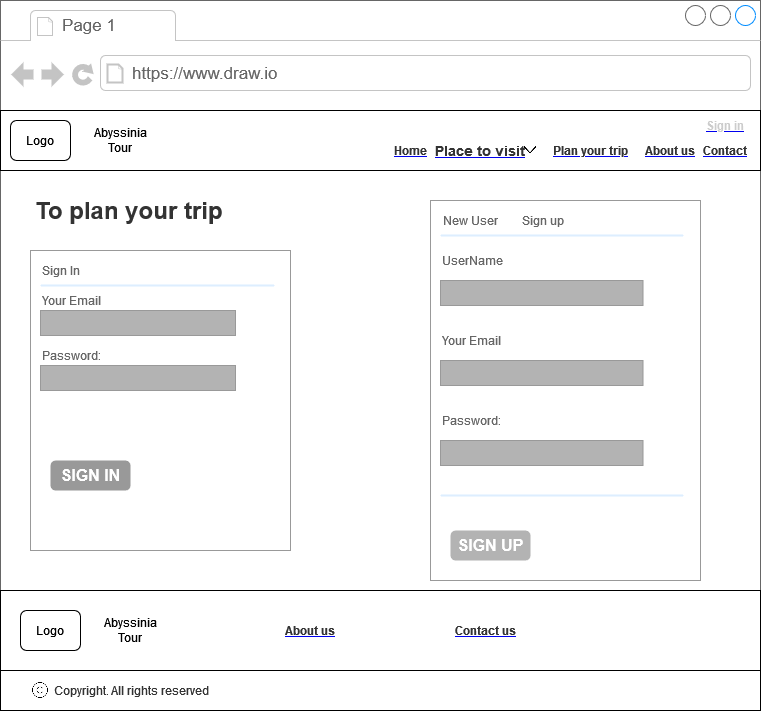 Page 1
https://www.draw.io
Sign in
Logo
Abyssinia
Tour
Home
Place to visit
Plan your trip
About us
Contact
To plan your trip
Sign In
Your Email
Password:
SIGN IN
New User
Sign up
UserName
Your Email
Password:
SIGN UP
Logo
Abyssinia
Tour
About us
Contact us
© Copyright. All rights reserved